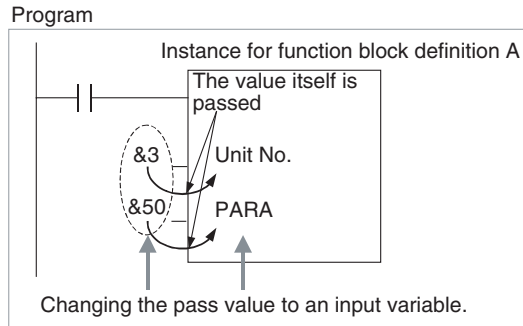 Program
Instance for function block definition A
The value itself is
passed
&3
Unit No.
&50
PARA
Changing the pass value to an input variable.